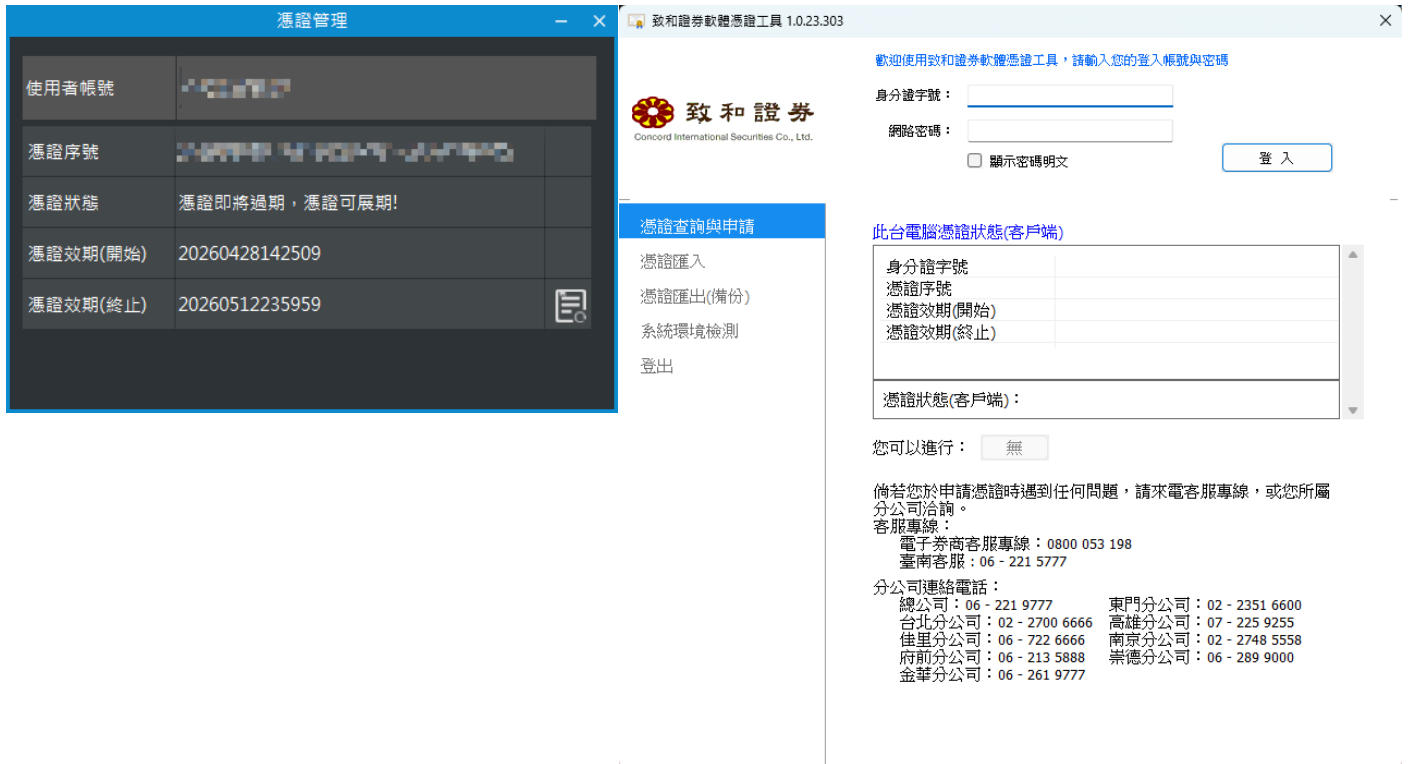 憑證管理
使用者帳號
憑證序號
憑證狀態 憑證即將過期，憑證可展期!
憑證效期(開始) 20260428142509
憑證效期(終止) 20260512235959
致和證券軟體憑證工具 1.0.23.303
歡迎使用致和證券軟體憑證工具，請輸入您的登入帳號與密碼
致和證券
Concord International Securities Co., Ltd.
身分證字號：
網路密碼：
顯示密碼明文
登入
憑證查詢與申請
憑證匯入
憑證匯出(備份)
系統環境檢測
登出
此台電腦憑證狀態(客戶端)
身分證字號
憑證序號
憑證效期(開始)
憑證效期(終止)
憑證狀態(客戶端)：
您可以進行： 無
倘若您於申請憑證時遇到任何問題，請來電客服專線，或您所屬
分公司洽詢。
客服專線：
電子券商客服專線：0800 053 198
臺南客服：06 - 221 5777
分公司連絡電話：
總公司：06 - 221 9777 東門分公司：02 - 2351 6600
台北分公司：02 - 2700 6666 高雄分公司：07 - 225 9255
佳里分公司：06 - 722 6666 南京分公司：02 - 2748 5558
府前分公司：06 - 213 5888 崇德分公司：06 - 289 9000
金華分公司：06 - 261 9777